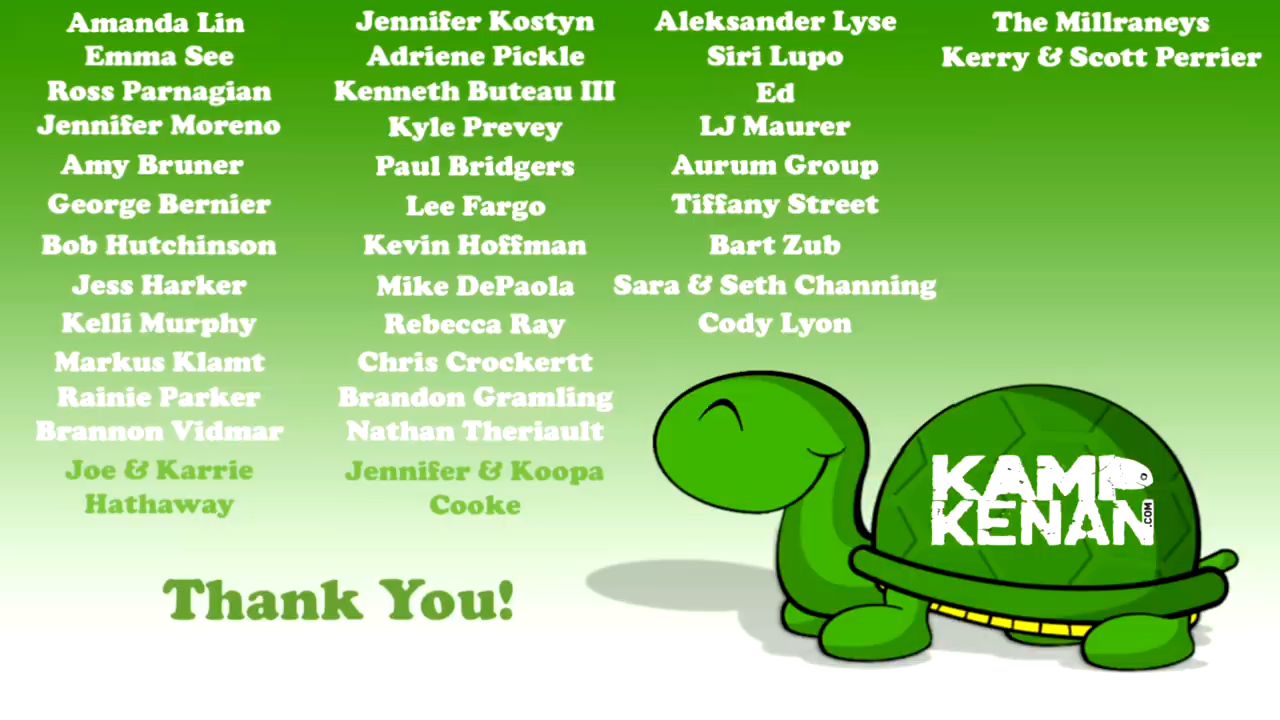 Amanda Lin
Emma See
Ross Parnagian
Jennifer Moreno
Amy Bruner
George Bernier
Bob Hutchinson
Jess Harker
Kelli Murphy
Markus Klamt
Rainie Parker
Brannon Vidmar
Joe & Karrie
Hathaway
Jennifer Kostyn
Adriene Pickle
Kenneth Buteau III
Kyle Prevey
Paul Bridgers
Lee Fargo
Kevin Hoffman
Mike DePaola
Rebecca Ray
Chris Crockertt
Brandon Gramling
Nathan Theriault
Jennifer & Koopa
Cooke
Aleksander Lyse
Siri Lupo
Ed
LJ Maurer
Aurum Group
Tiffany Street
Bart Zub
Sara & Seth Channing
Cody Lyon
The Millraneys
Kerry & Scott Perrier
Thank You!
KAMP
KENAN.COM